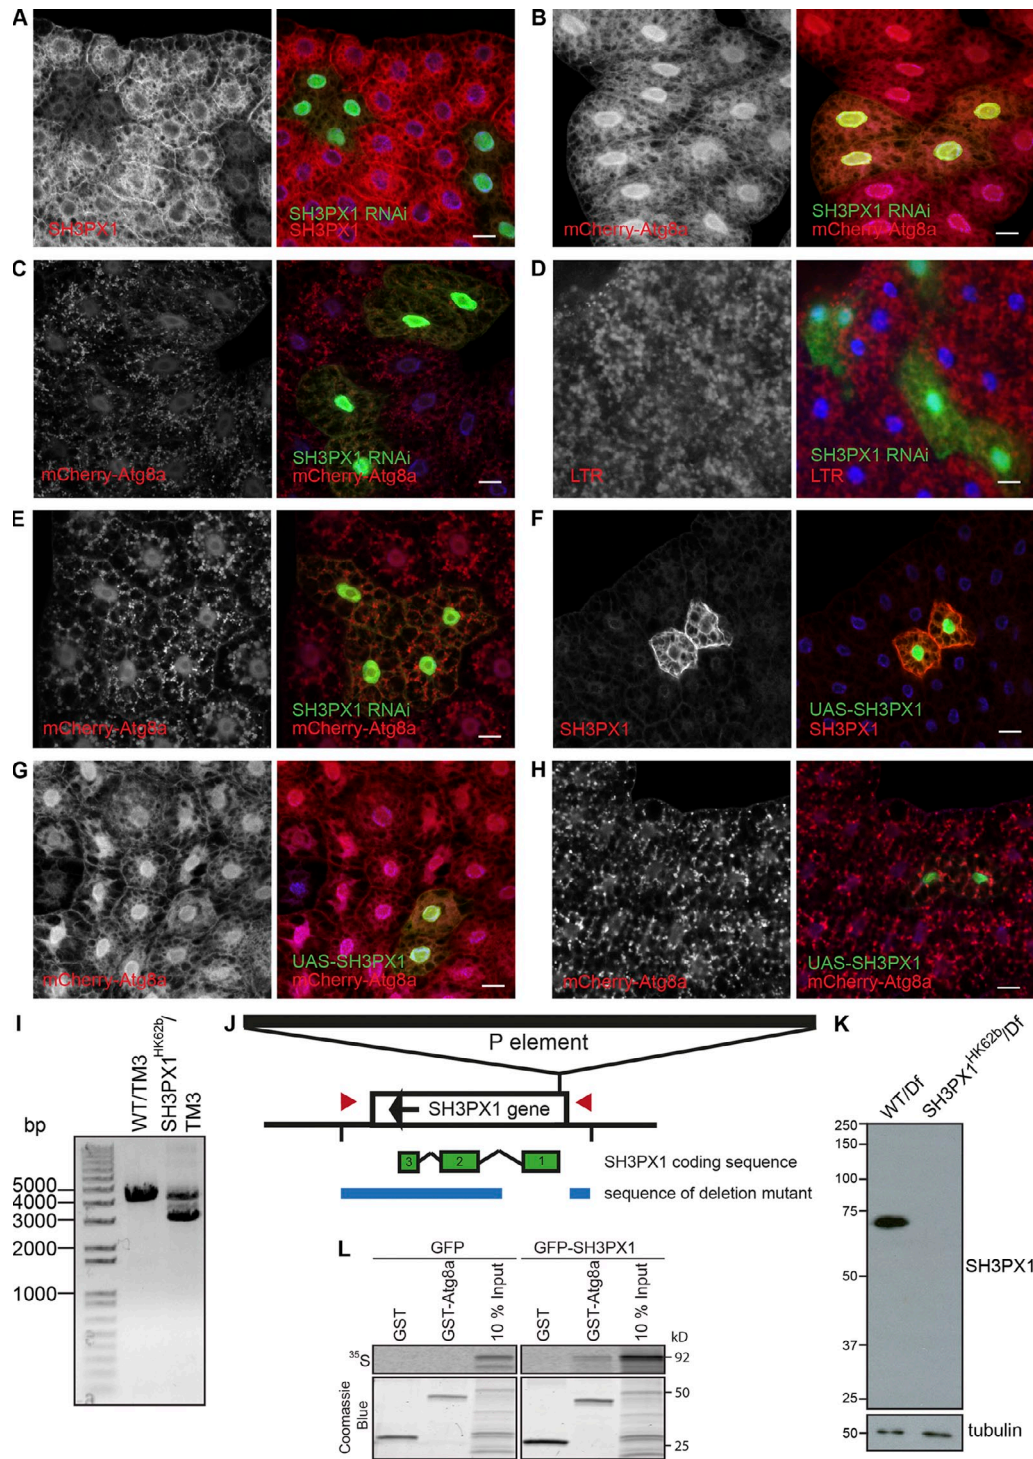 A
SH3PX1
SH3PX1 RNAi
SH3PX1
B
mCherry-Atg8a
SH3PX1 RNAi
mCherry-Atg8a
C
mCherry-Atg8a
SH3PX1 RNAi
mCherry-Atg8a
D
LTR
SH3PX1 RNAi
LTR
E
mCherry-Atg8a
SH3PX1 RNAi
mCherry-Atg8a
F
SH3PX1
UAS-SH3PX1
SH3PX1
G
mCherry-Atg8a
UAS-SH3PX1
mCherry-Atg8a
H
mCherry-Atg8a
UAS-SH3PX1
mCherry-Atg8a
I
WT/TM3
SH3PX1HK62b/
TM3
bp
5000
4000
3000
2000
1000
J
P element
SH3PX1 gene
3 2 1
SH3PX1 coding sequence
sequence of deletion mutant
K
WT/Df
SH3PX1HK62b/Df
250
150
100
75
50
37
25
SH3PX1
50
tubulin
L
GFP
GFP-SH3PX1
GST
GST-Atg8a
10 % Input
GST
GST-Atg8a
10 % Input
kD
35S
92
Coomassie
Blue
50
25